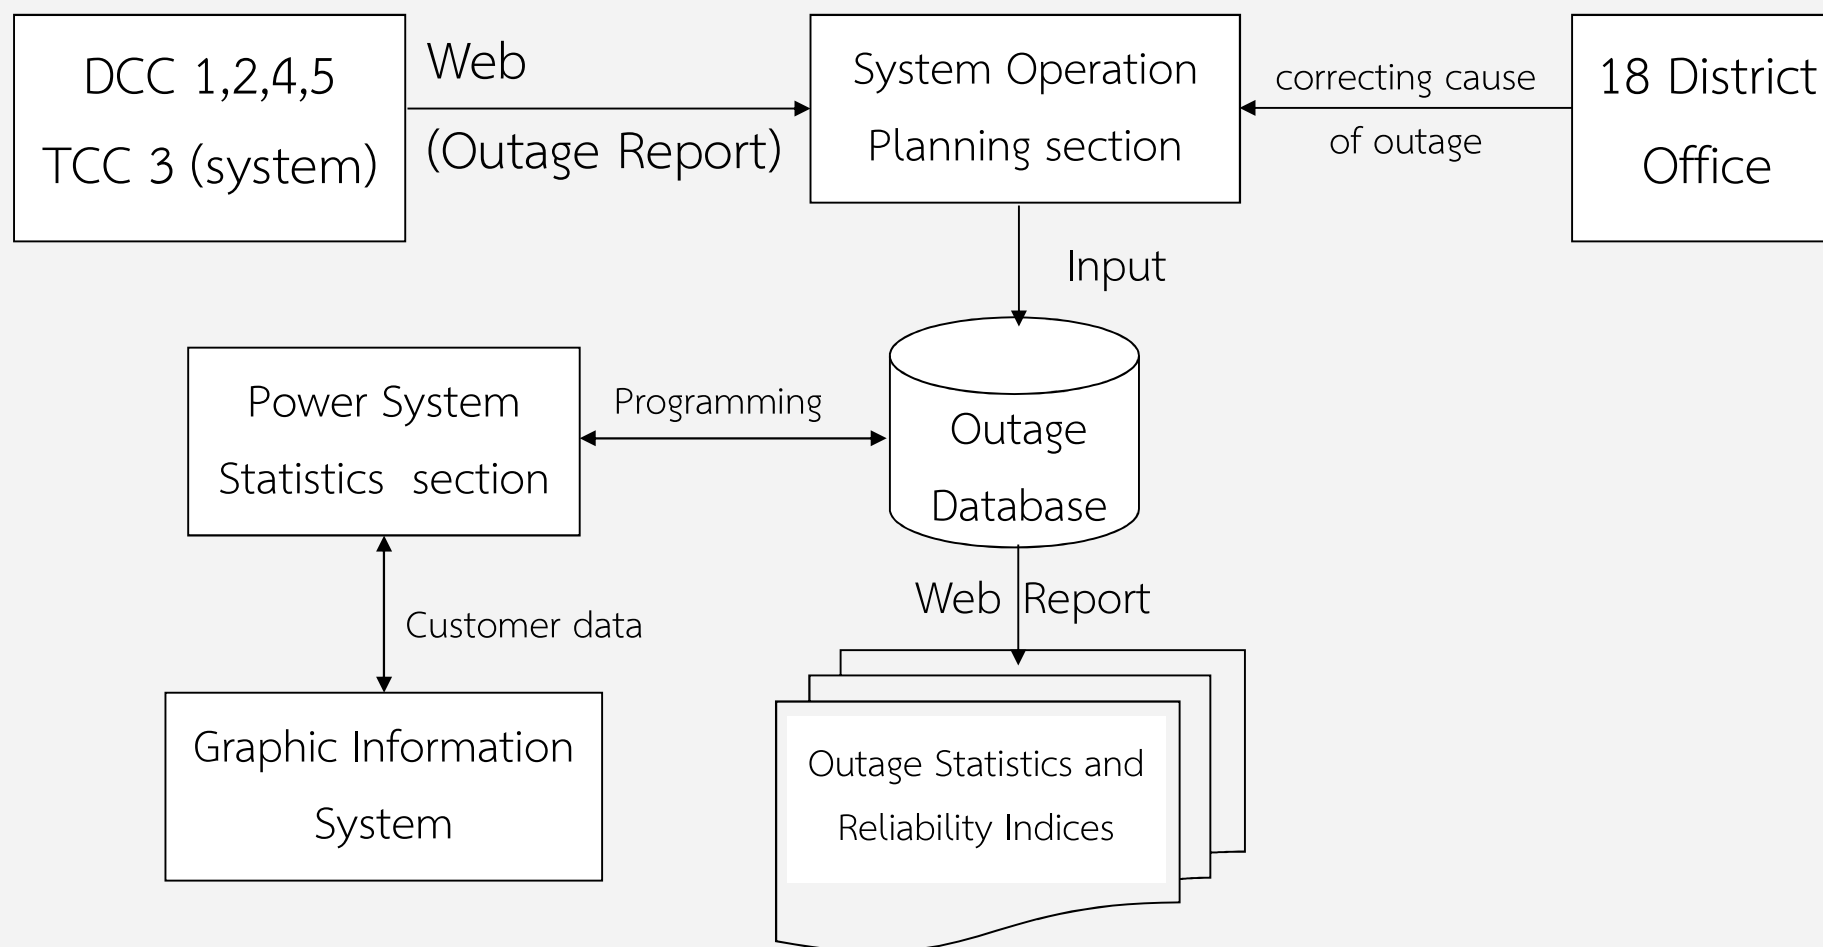 DCC 1,2,4,5
TCC 3 (system)
Web
(Outage Report)
System Operation
Planning section
correcting cause
of outage
18 District
Office
Input
Power System
Statistics section
Programming
Outage
Database
Customer data
Web Report
Graphic Information
System
Outage Statistics and
Reliability Indices